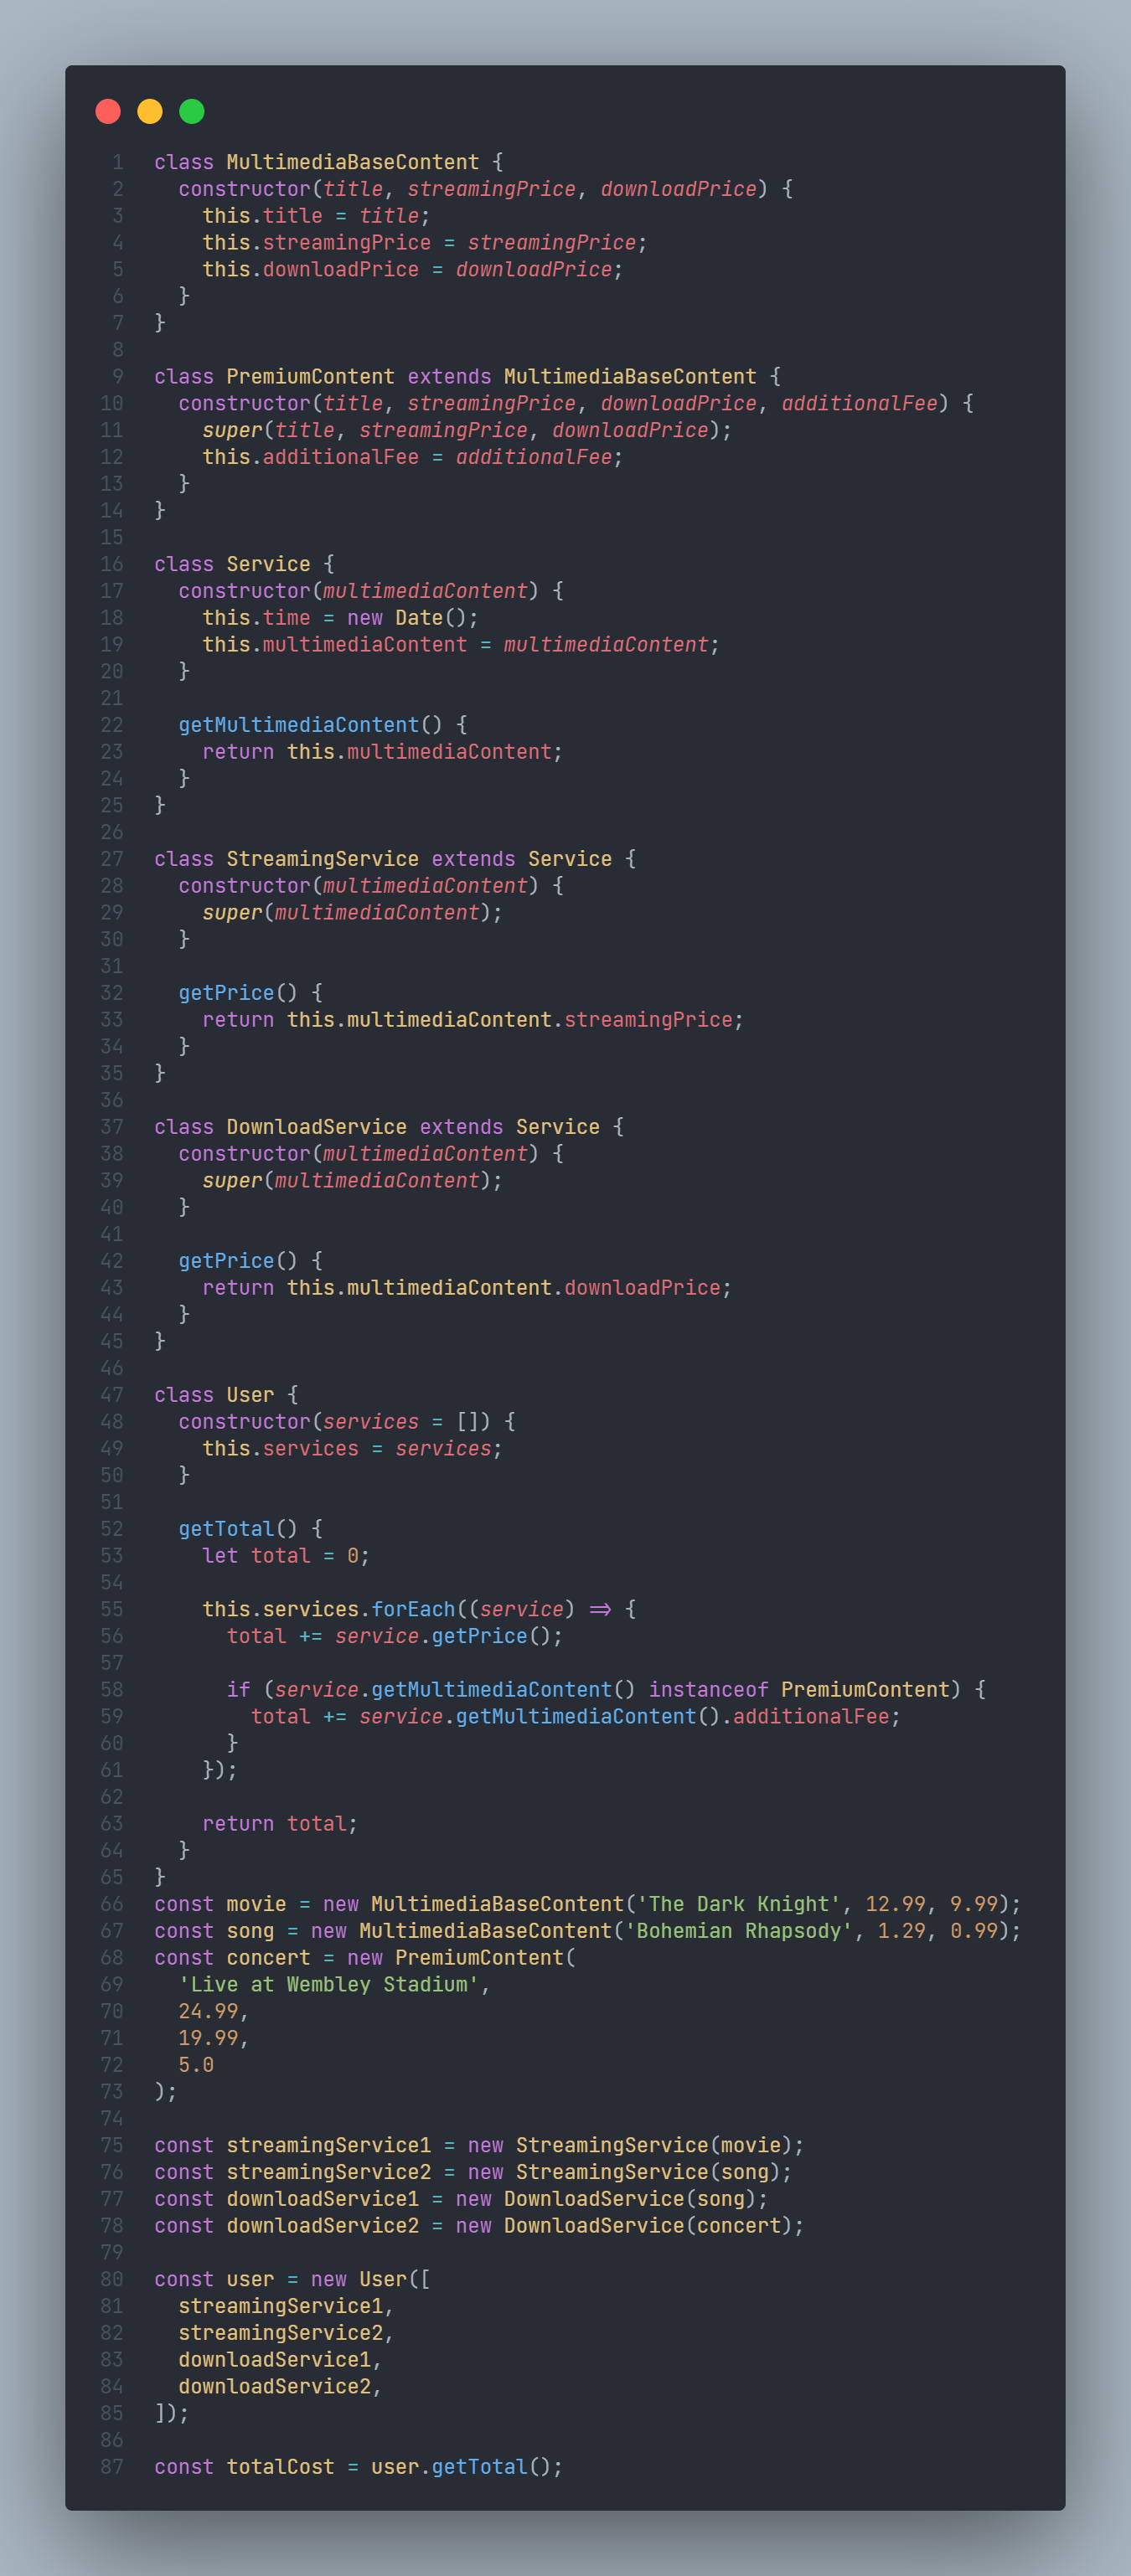 1 class MultimediaBaseContent {
2   constructor(title, streamingPrice, downloadPrice) {
3     this.title = title;
4     this.streamingPrice = streamingPrice;
5     this.downloadPrice = downloadPrice;
6   }
7 }
8
9 class PremiumContent extends MultimediaBaseContent {
10   constructor(title, streamingPrice, downloadPrice, additionalFee) {
11     super(title, streamingPrice, downloadPrice);
12     this.additionalFee = additionalFee;
13   }
14 }
15
16 class Service {
17   constructor(multimediaContent) {
18     this.time = new Date();
19     this.multimediaContent = multimediaContent;
20   }
21
22   getMultimediaContent() {
23     return this.multimediaContent;
24   }
25 }
26
27 class StreamingService extends Service {
28   constructor(multimediaContent) {
29     super(multimediaContent);
30   }
31
32   getPrice() {
33     return this.multimediaContent.streamingPrice;
34   }
35 }
36
37 class DownloadService extends Service {
38   constructor(multimediaContent) {
39     super(multimediaContent);
40   }
41
42   getPrice() {
43     return this.multimediaContent.downloadPrice;
44   }
45 }
46
47 class User {
48   constructor(services = []) {
49     this.services = services;
50   }
51
52   getTotal() {
53     let total = 0;
54
55     this.services.forEach((service) => {
56       total += service.getPrice();
57
58       if (service.getMultimediaContent() instanceof PremiumContent) {
59         total += service.getMultimediaContent().additionalFee;
60       }
61     });
62
63     return total;
64   }
65 }
66 const movie = new MultimediaBaseContent('The Dark Knight', 12.99, 9.99);
67 const song = new MultimediaBaseContent('Bohemian Rhapsody', 1.29, 0.99);
68 const concert = new PremiumContent(
69   'Live at Wembley Stadium',
70   24.99,
71   19.99,
72   5.0
73 );
74
75 const streamingService1 = new StreamingService(movie);
76 const streamingService2 = new StreamingService(song);
77 const downloadService1 = new DownloadService(song);
78 const downloadService2 = new DownloadService(concert);
79
80 const user = new User([
81   streamingService1,
82   streamingService2,
83   downloadService1,
84   downloadService2,
85 ]);
86
87 const totalCost = user.getTotal();